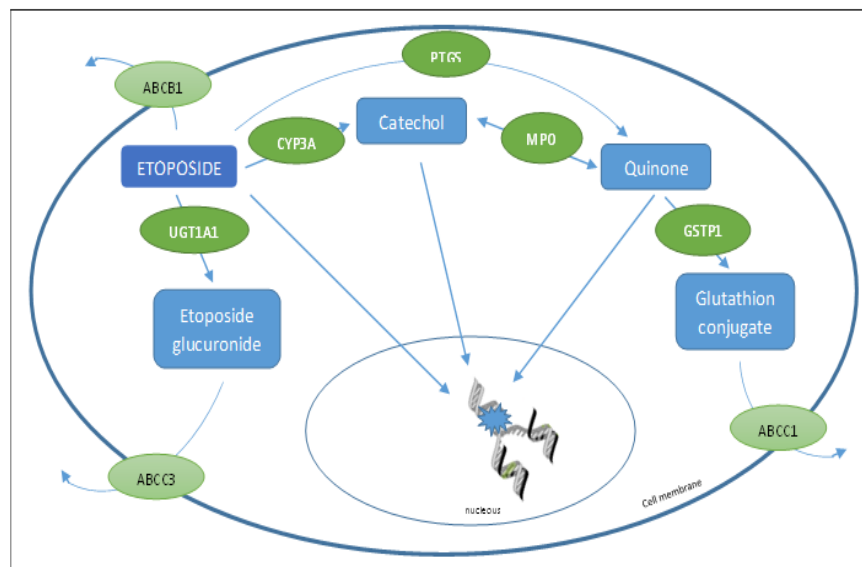 PTGS
ABCB1
Catechol
CYP3A
MPO
ETOPOSIDE
Quinone
UGT1A1
GSTP1
Etoposide
glucuronide
Glutathion
conjugate
ABCC1
ABCC3
Cell membrane
nucleous